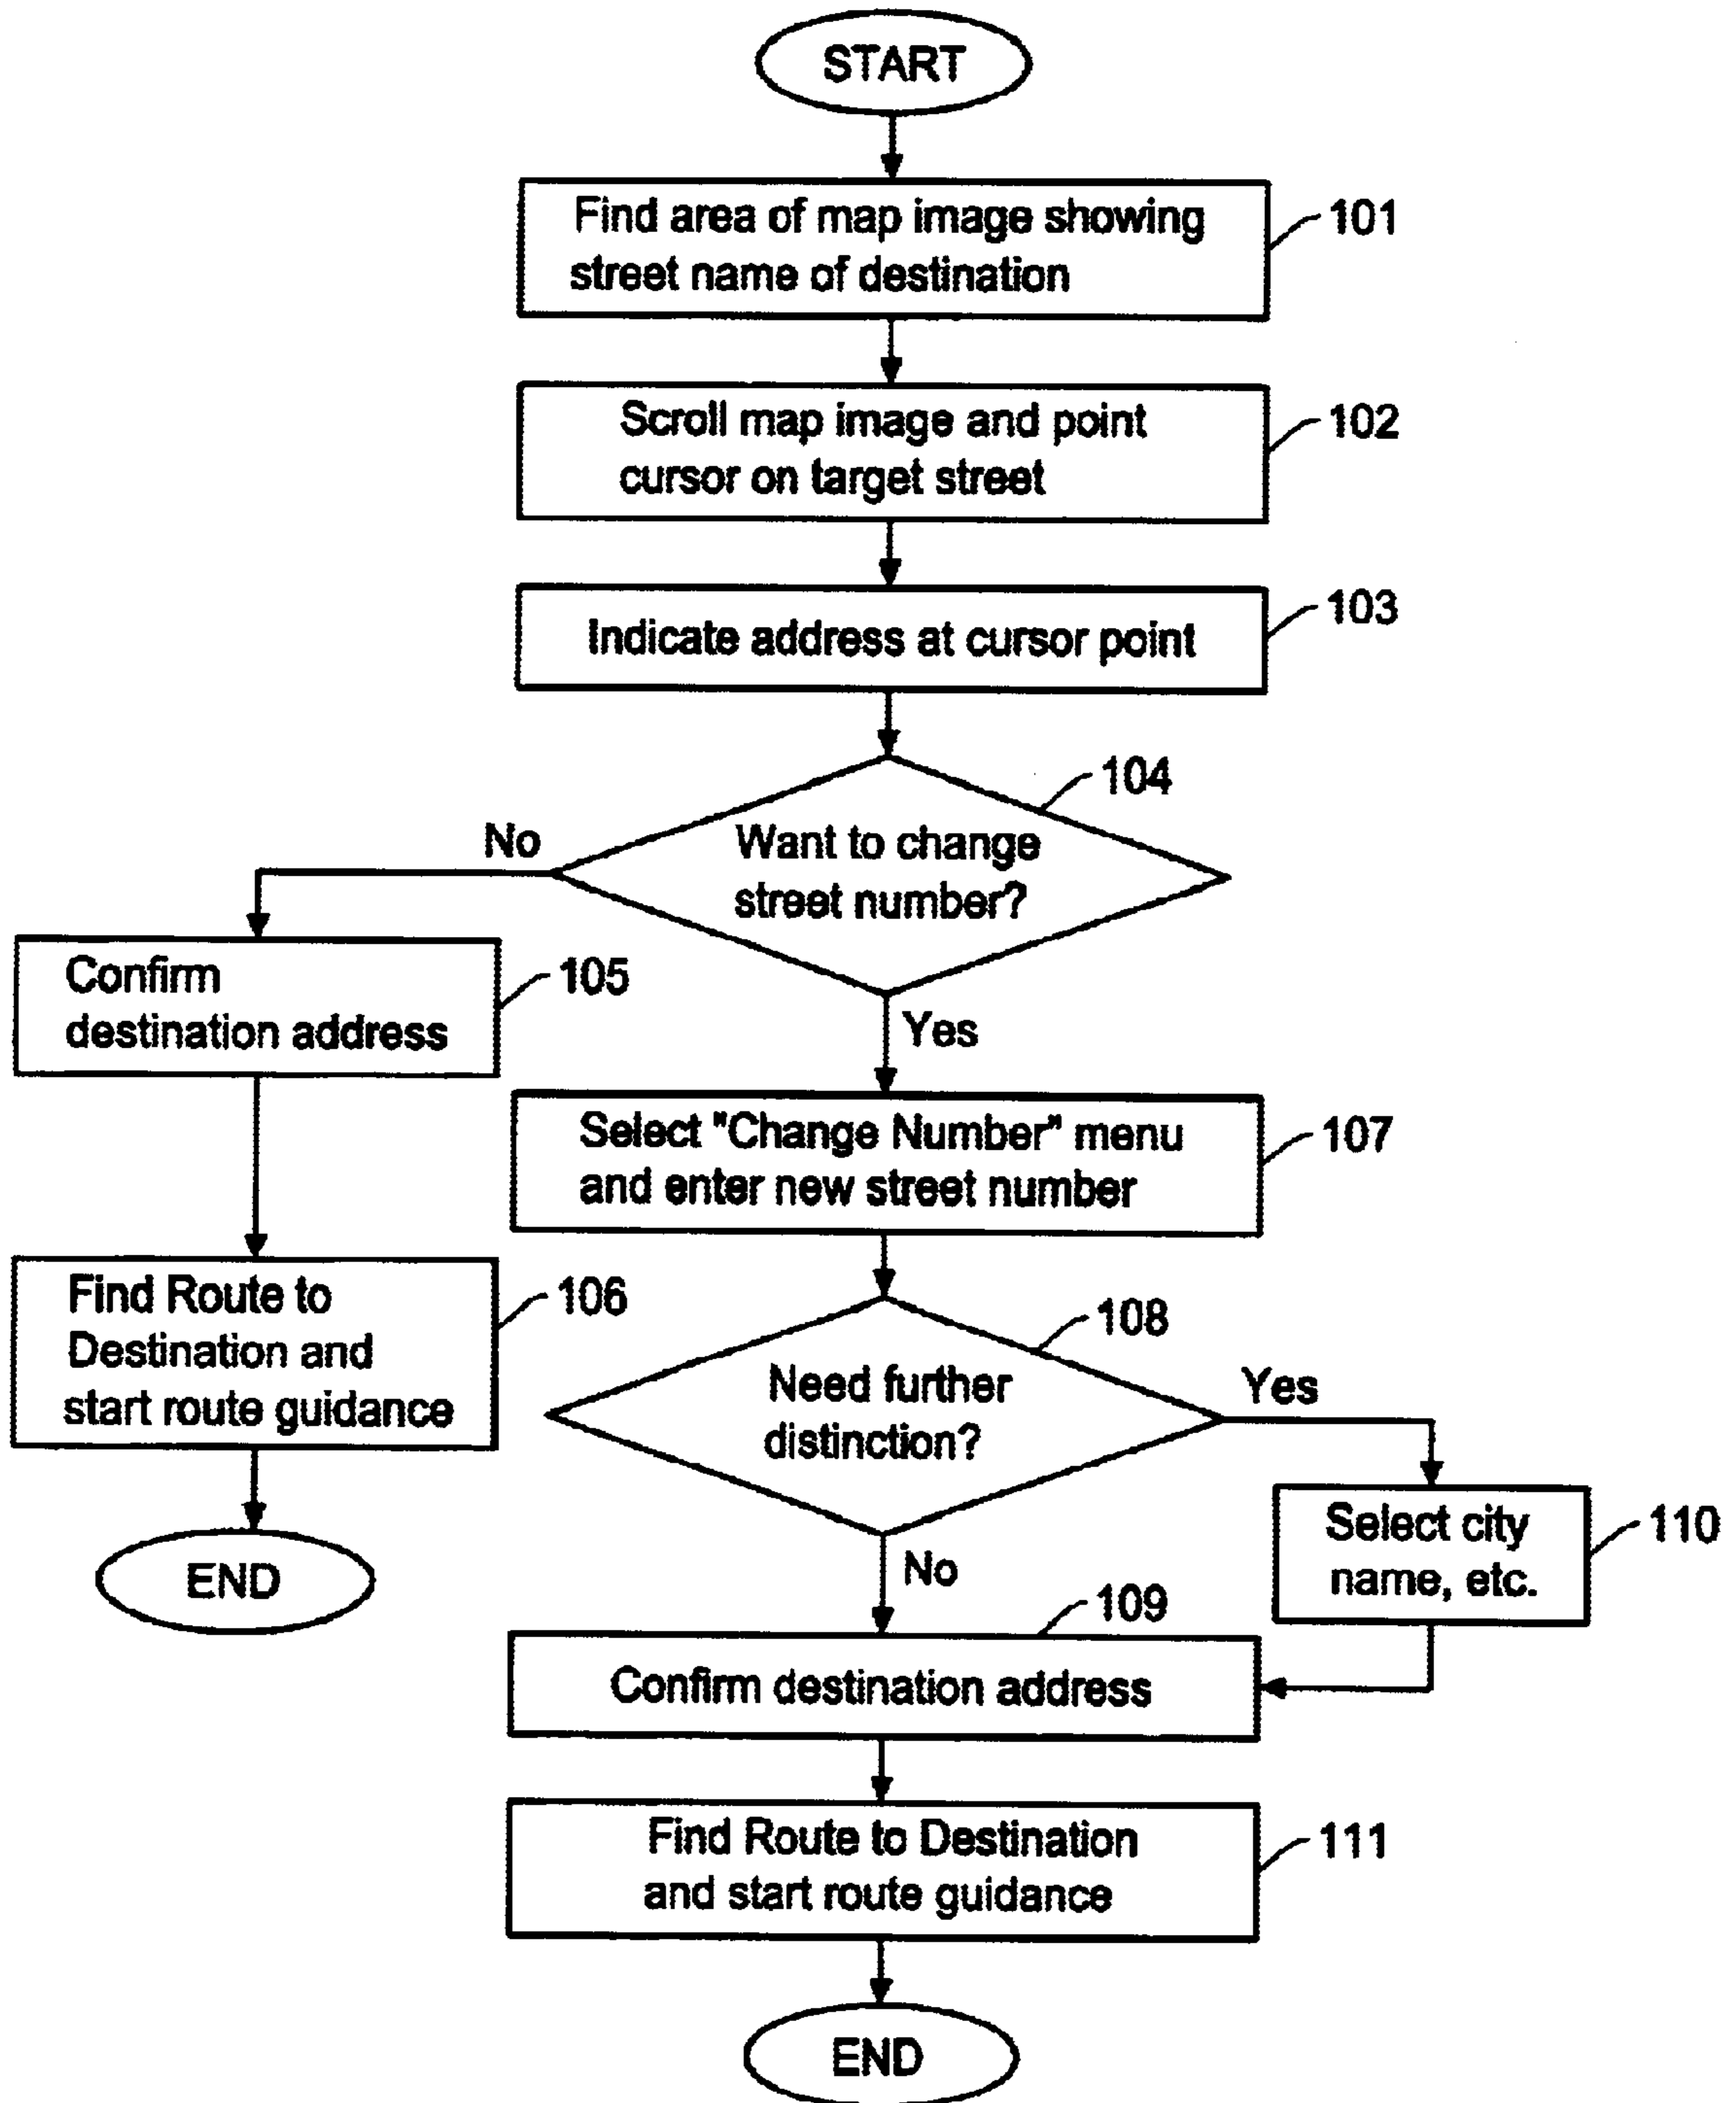 START
Find area of map image showing
street name of destination
101
Scroll map image and point
cursor on target street
102
Indicate address at cursor point
103
104
Want to change
street number?
No
Yes
Confirm
destination address
105
Select "Change Number" menu
and enter new street number
107
Find Route to
Destination and
start route guidance
106
108
Need further
distinction?
Yes
No
END
Select city
name, etc.
110
109
Confirm destination address
Find Route to Destination
and start route guidance
111
END